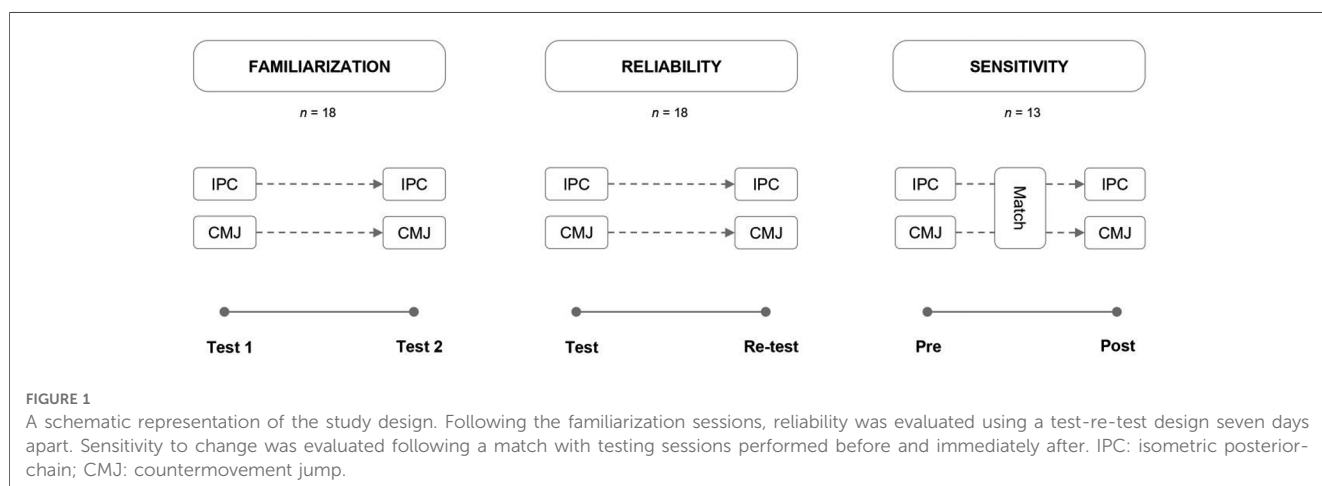 FAMILIARIZATION RELIABILITY SENSITIVITY
n = 18 n = 18 n = 13
IPC IPC IPC IPC IPC IPC
Match
CMJ CMJ CMJ CMJ CMJ CMJ
Test 1 Test 2 Test Re-test Pre Post
FIGURE 1
A schematic representation of the study design. Following the familiarization sessions, reliability was evaluated using a test-re-test design seven days
apart. Sensitivity to change was evaluated following a match with testing sessions performed before and immediately after. IPC: isometric posterior-
chain; CMJ: countermovement jump.